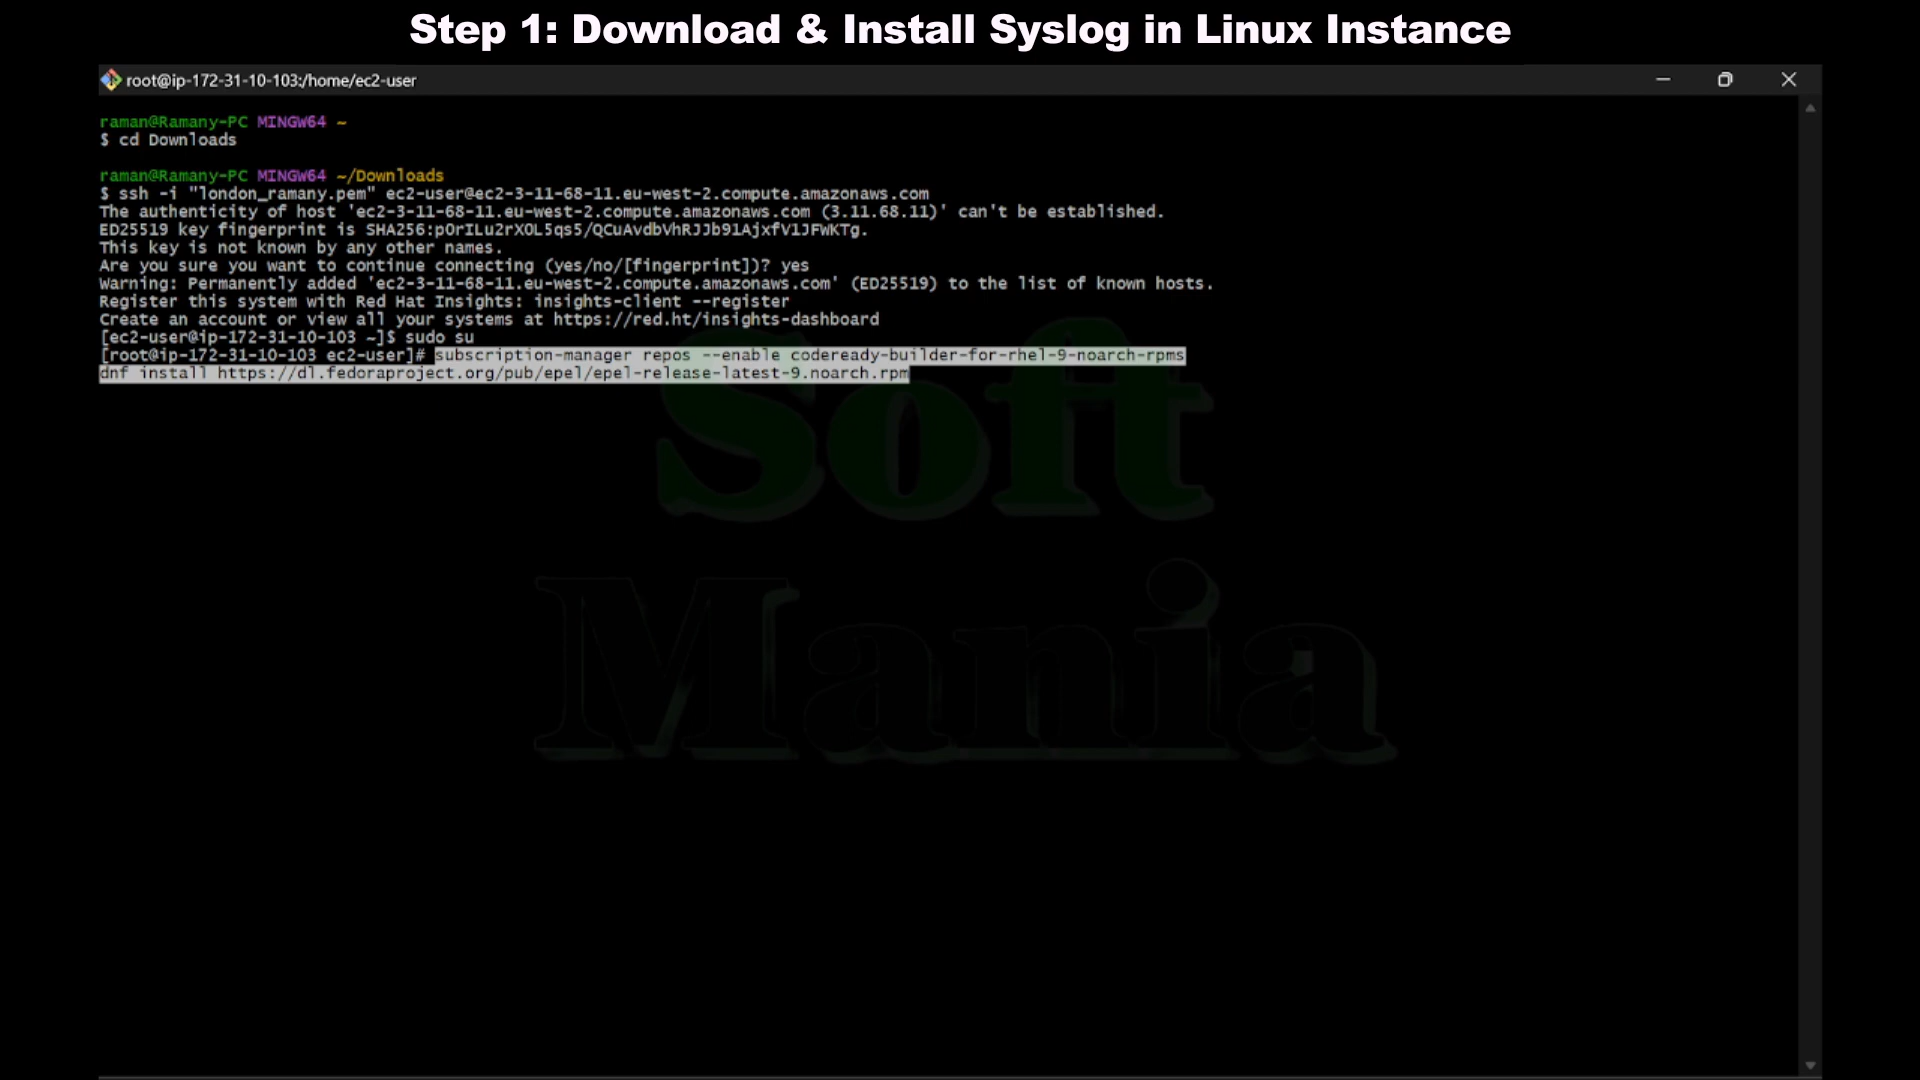 Step 1: Download & Install Syslog in Linux Instance
root@ip-172-31-10-103:/home/ec2-user
raman@Ramany-PC MINGW64 ~
$ cd Downloads
raman@Ramany-PC MINGW64 ~/Downloads
$ ssh -i "london_ramany.pem" ec2-user@ec2-3-11-68-11.eu-west-2.compute.amazonaws.com
The authenticity of host 'ec2-3-11-68-11.eu-west-2.compute.amazonaws.com (3.11.68.11)' can't be established.
ED25519 key fingerprint is SHA256:pOrILu2rXOL5qs5/QCuAvdbVhRJJb91AjxfV1JFWKTg.
This key is not known by any other names.
Are you sure you want to continue connecting (yes/no/[fingerprint])? yes
Warning: Permanently added 'ec2-3-11-68-11.eu-west-2.compute.amazonaws.com' (ED25519) to the list of known hosts.
Register this system with Red Hat Insights: insights-client --register
Create an account or view all your systems at https://red.ht/insights-dashboard
[ec2-user@ip-172-31-10-103 ~]$ sudo su
[root@ip-172-31-10-103 ec2-user]# subscription-manager repos --enable codeready-builder-for-rhel-9-noarch-rpms
dnf install https://dl.fedoraproject.org/pub/epel/epel-release-latest-9.noarch.rpm
Soft
Mania